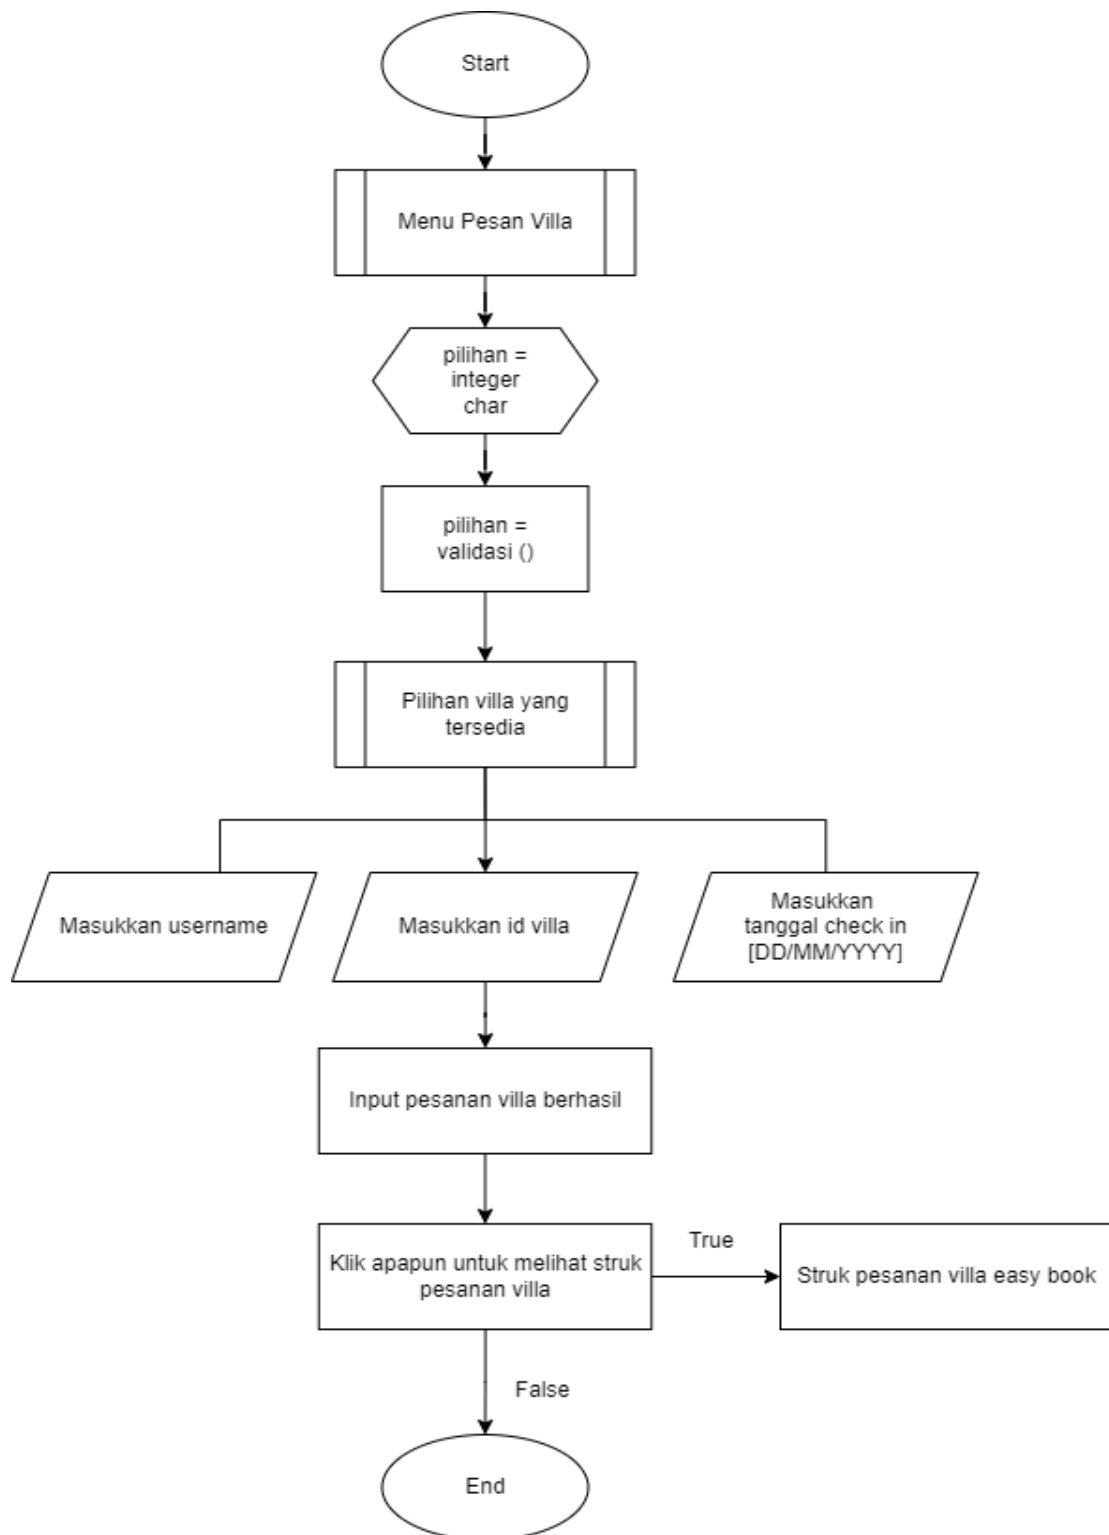 Start
Menu Pesan Villa
pilihan =
integer
char
pilihan =
validasi ()
Pilihan villa yang
tersedia
Masukkan username
Masukkan id villa
Masukkan
tanggal check in
[DD/MM/YYYY]
Input pesanan villa berhasil
Klik apapun untuk melihat struk
pesanan villa
True
Struk pesanan villa easy book
False
End